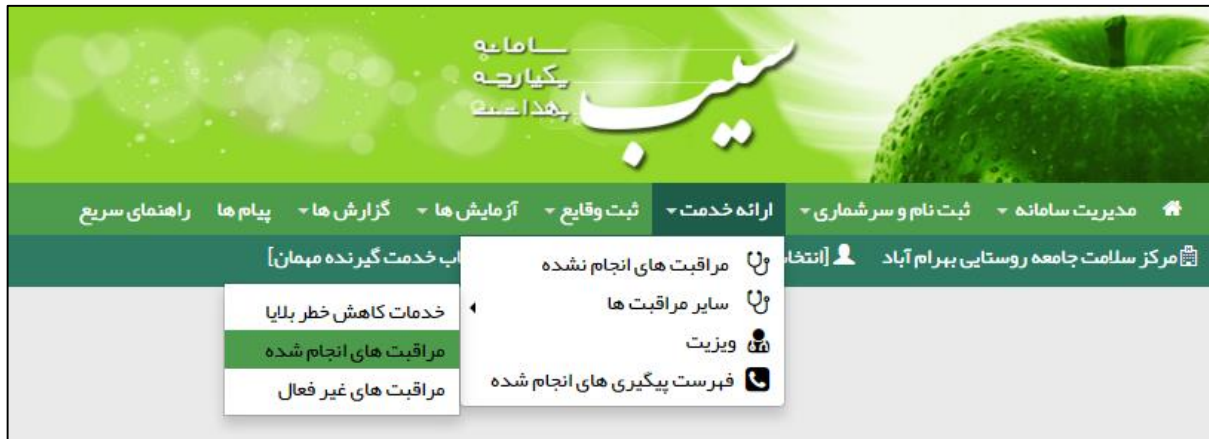 سامانه
یکپارچه
بهداشت
سیب
مدیریت سامانه ثبت نام و سرشماری ارائه خدمت ثبت وقایع آزمایش ها گزارش ها پیام ها راهنمای سریع
مرکز سلامت جامعه روستایی بهرام آباد [انتخا اب خدمت گیرنده مهمان]
مراقبت های انجام نشده
سایر مراقبت ها
ویزیت
فهرست پیگیری های انجام شده
خدمات کاهش خطر بلایا
مراقبت های انجام شده
مراقبت های غیر فعال